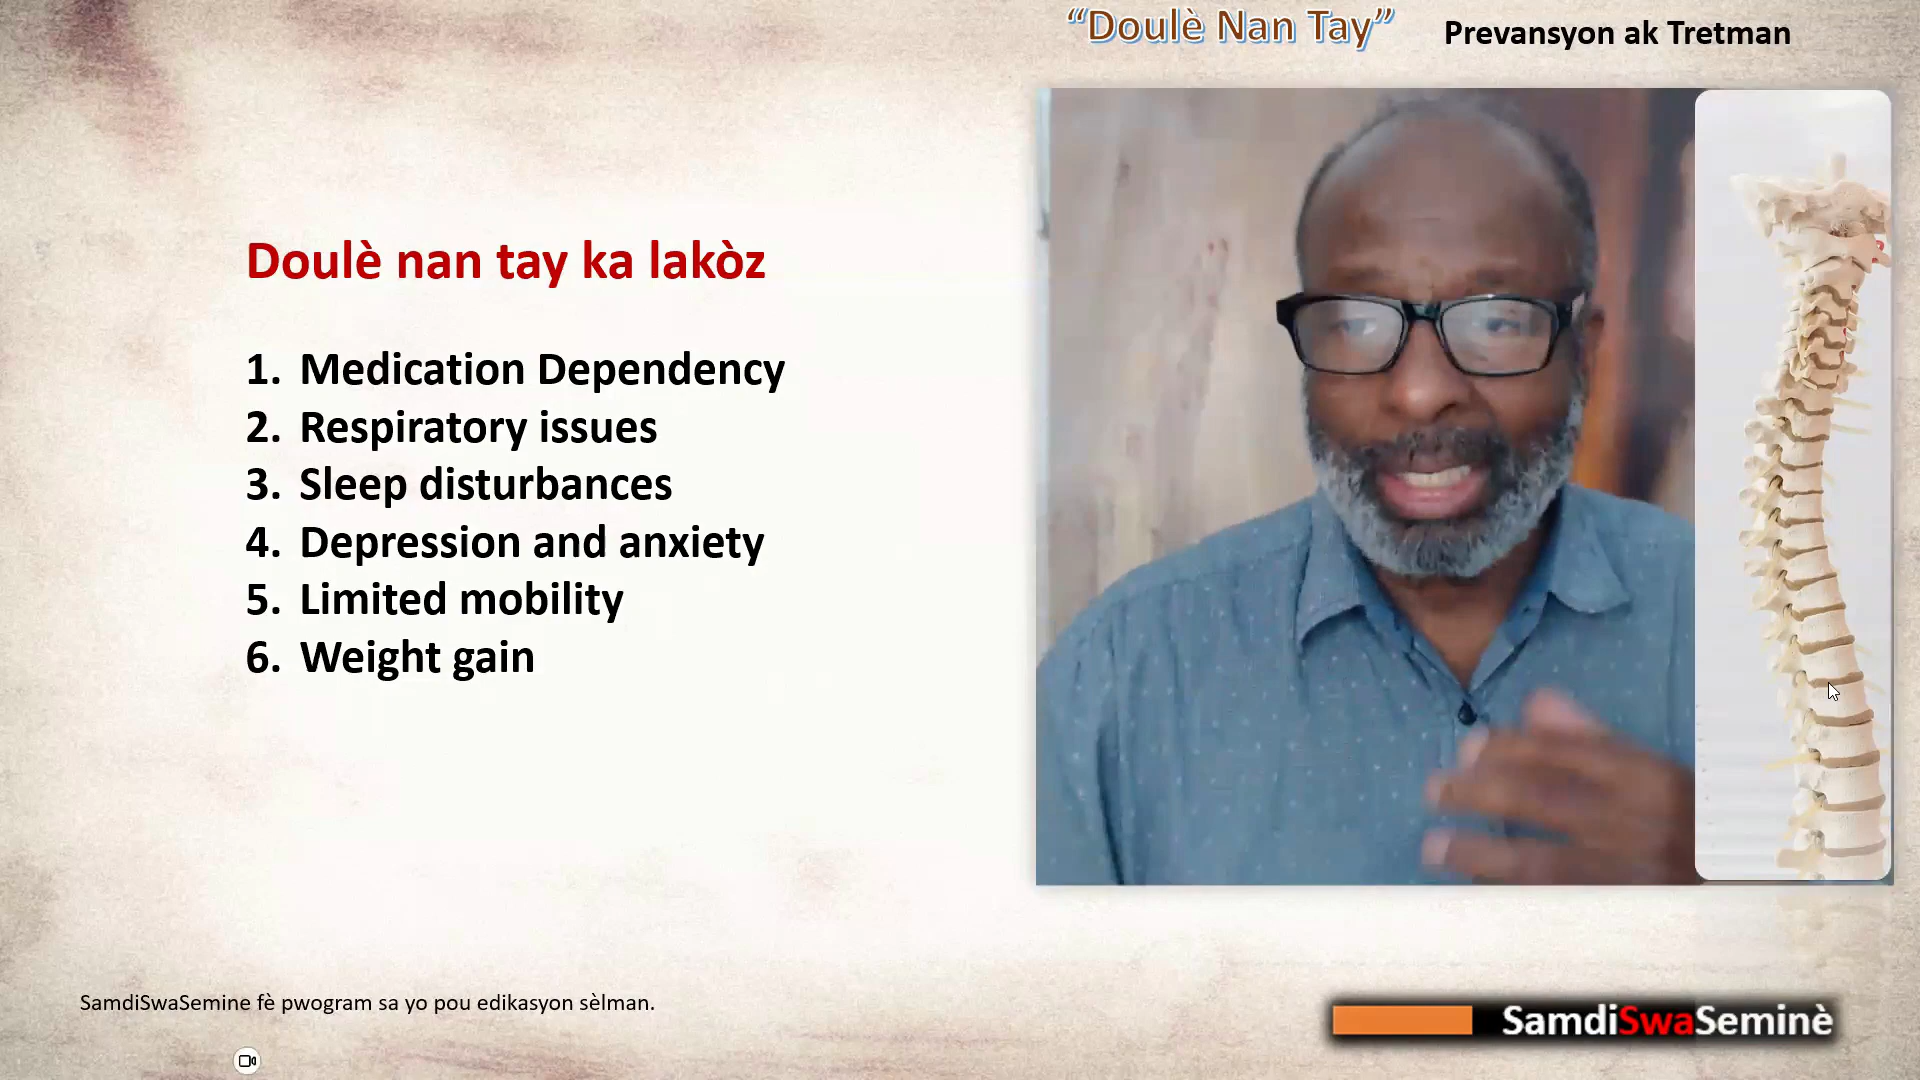 “Doulè Nan Tay”
Prevansyon ak Tretman
Doulè nan tay ka lakòz
1. Medication Dependency
2. Respiratory issues
3. Sleep disturbances
4. Depression and anxiety
5. Limited mobility
6. Weight gain
SamdiSwaSemine fè pwogram sa yo pou edikasyon sèlman.
SamdiSwaSeminè